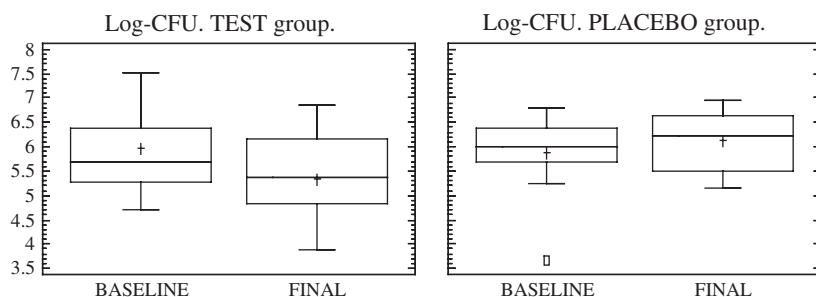 Log-CFU. TEST group.
Log-CFU. PLACEBO group.
8
7.5
7
6.5
6
5.5
5
4.5
4
3.5
BASELINE
FINAL
BASELINE
FINAL